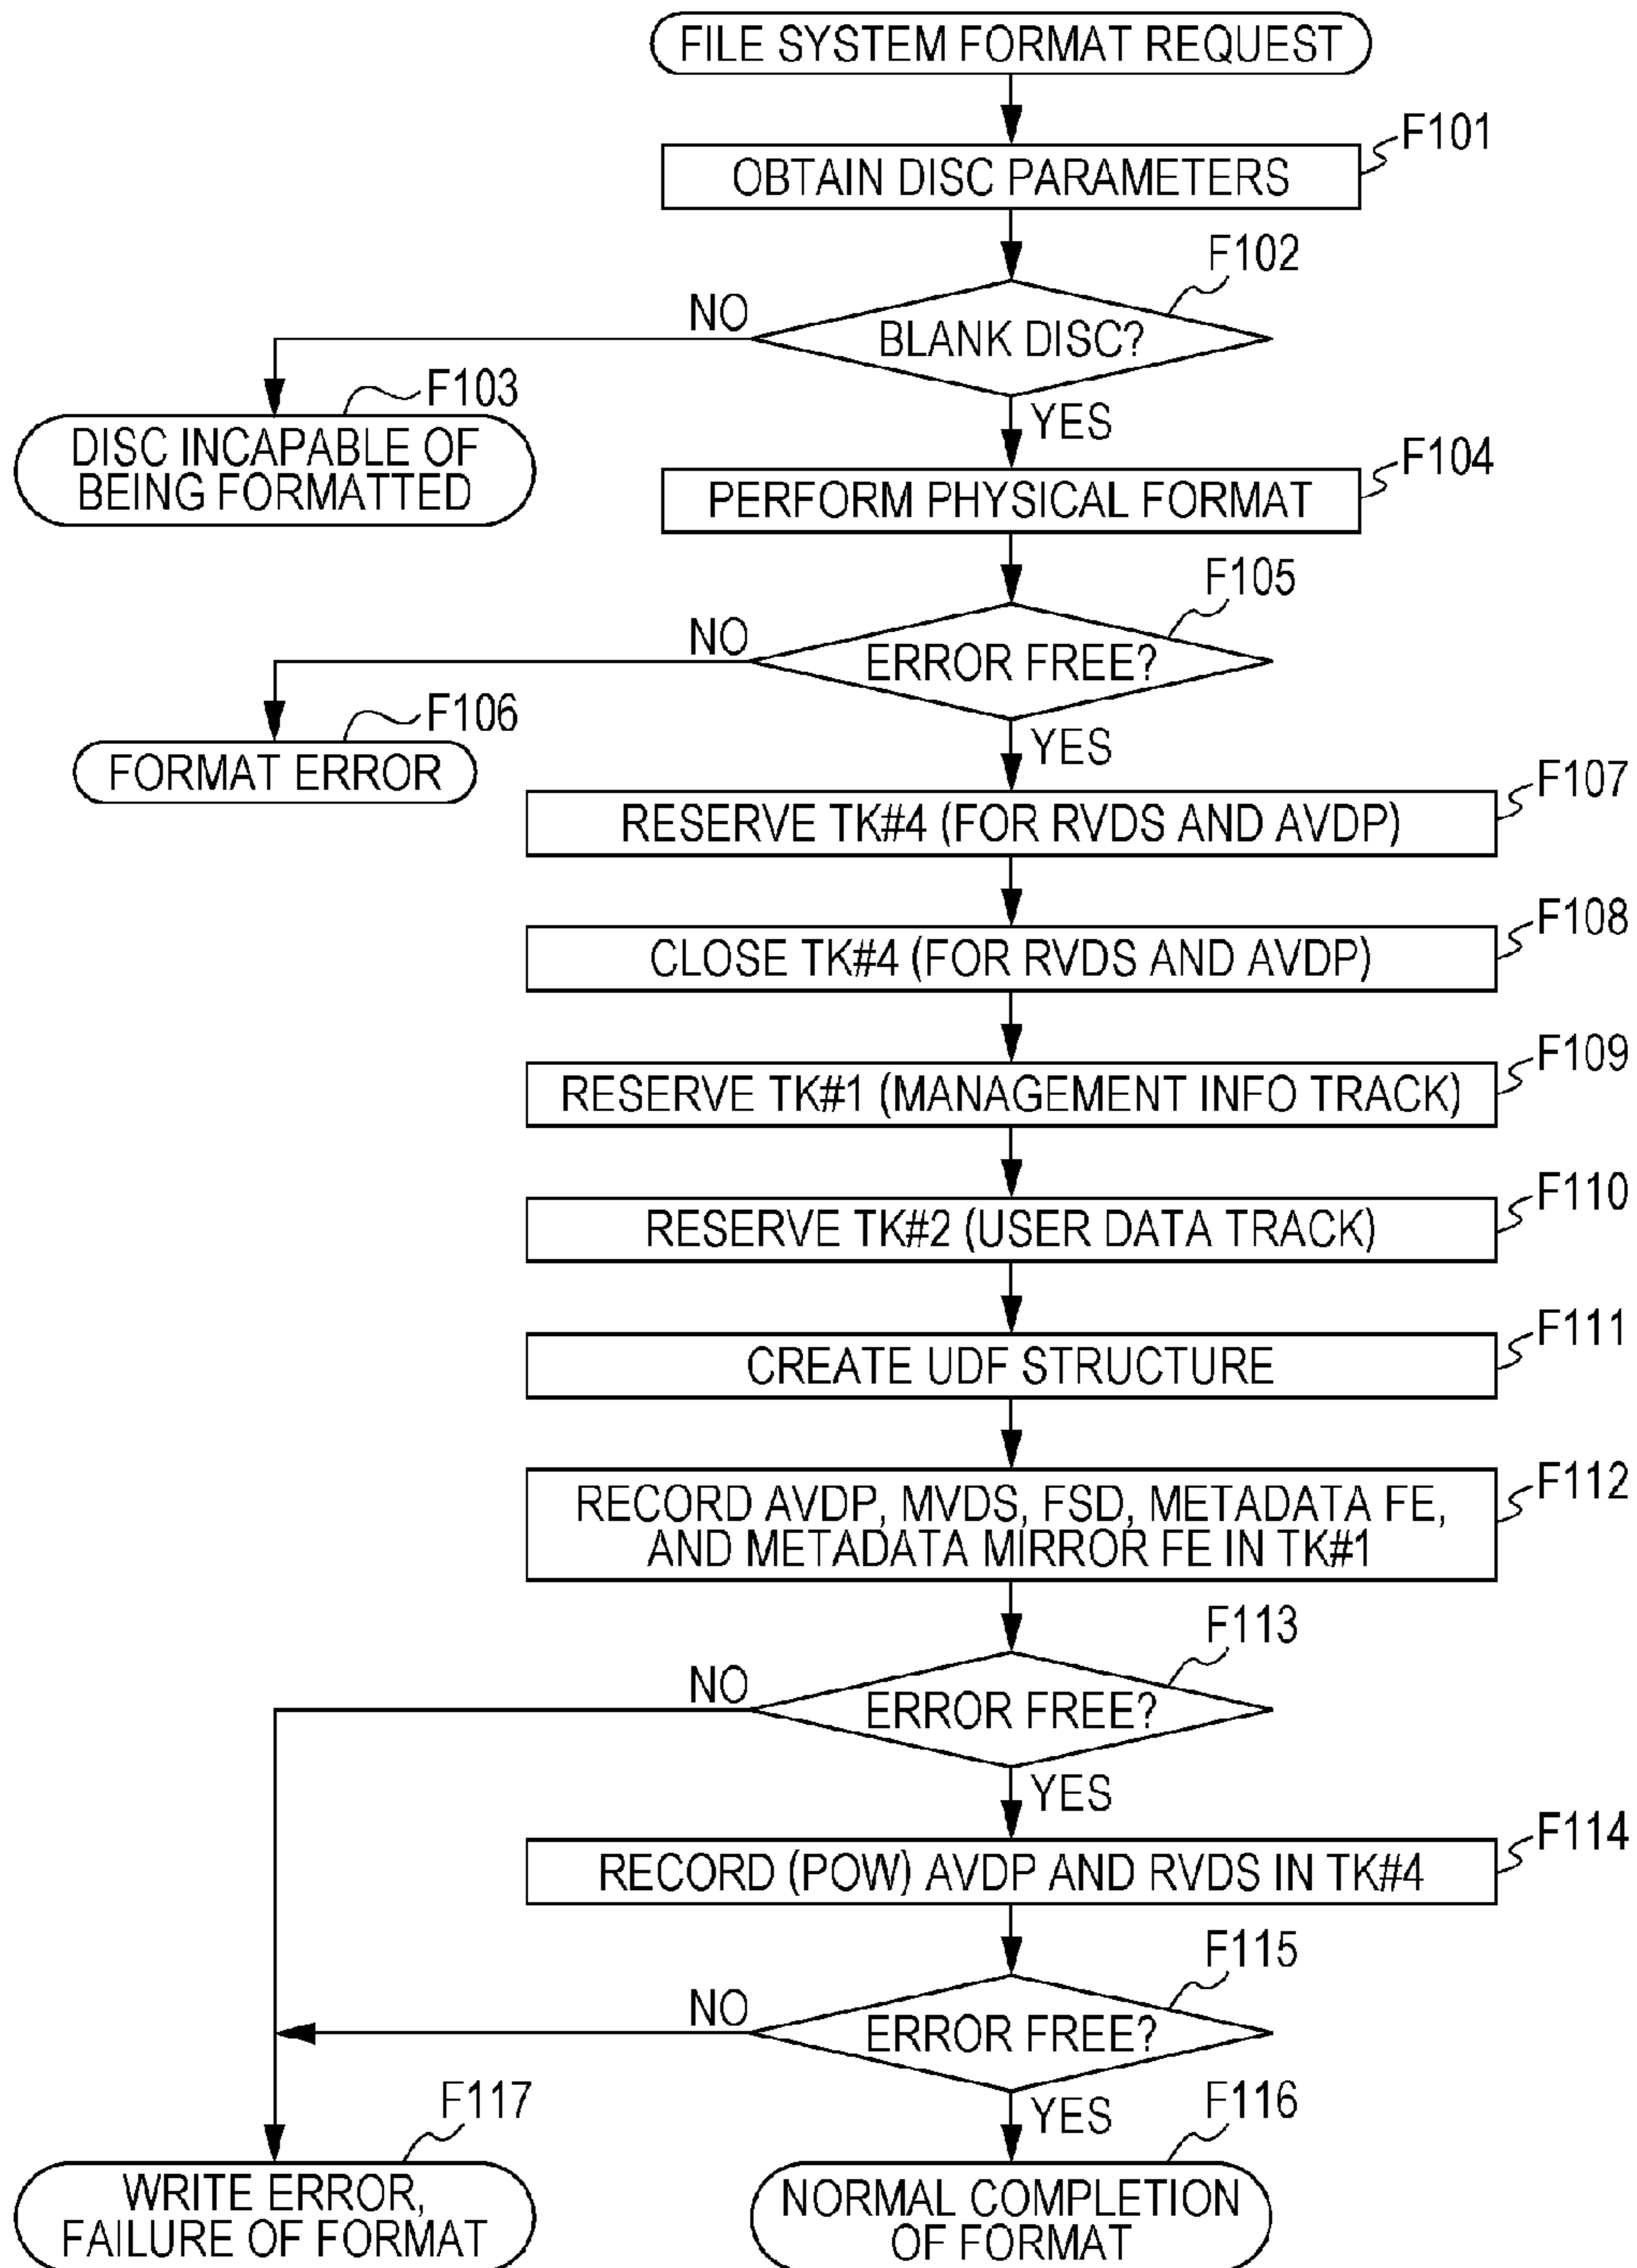 FILE SYSTEM FORMAT REQUEST
F101
OBTAIN DISC PARAMETERS
F102
NO
BLANK DISC?
F103
YES
DISC INCAPABLE OF
BEING FORMATTED
F104
PERFORM PHYSICAL FORMAT
F105
NO
ERROR FREE?
F106
YES
FORMAT ERROR
F107
RESERVE TK#4 (FOR RVDS AND AVDP)
F108
CLOSE TK#4 (FOR RVDS AND AVDP)
F109
RESERVE TK#1 (MANAGEMENT INFO TRACK)
F110
RESERVE TK#2 (USER DATA TRACK)
F111
CREATE UDF STRUCTURE
F112
RECORD AVDP, MVDS, FSD, METADATA FE,
AND METADATA MIRROR FE IN TK#1
F113
NO
ERROR FREE?
YES
F114
RECORD (POW) AVDP AND RVDS IN TK#4
F115
NO
ERROR FREE?
F117
YES
F116
WRITE ERROR,
FAILURE OF FORMAT
NORMAL COMPLETION
OF FORMAT